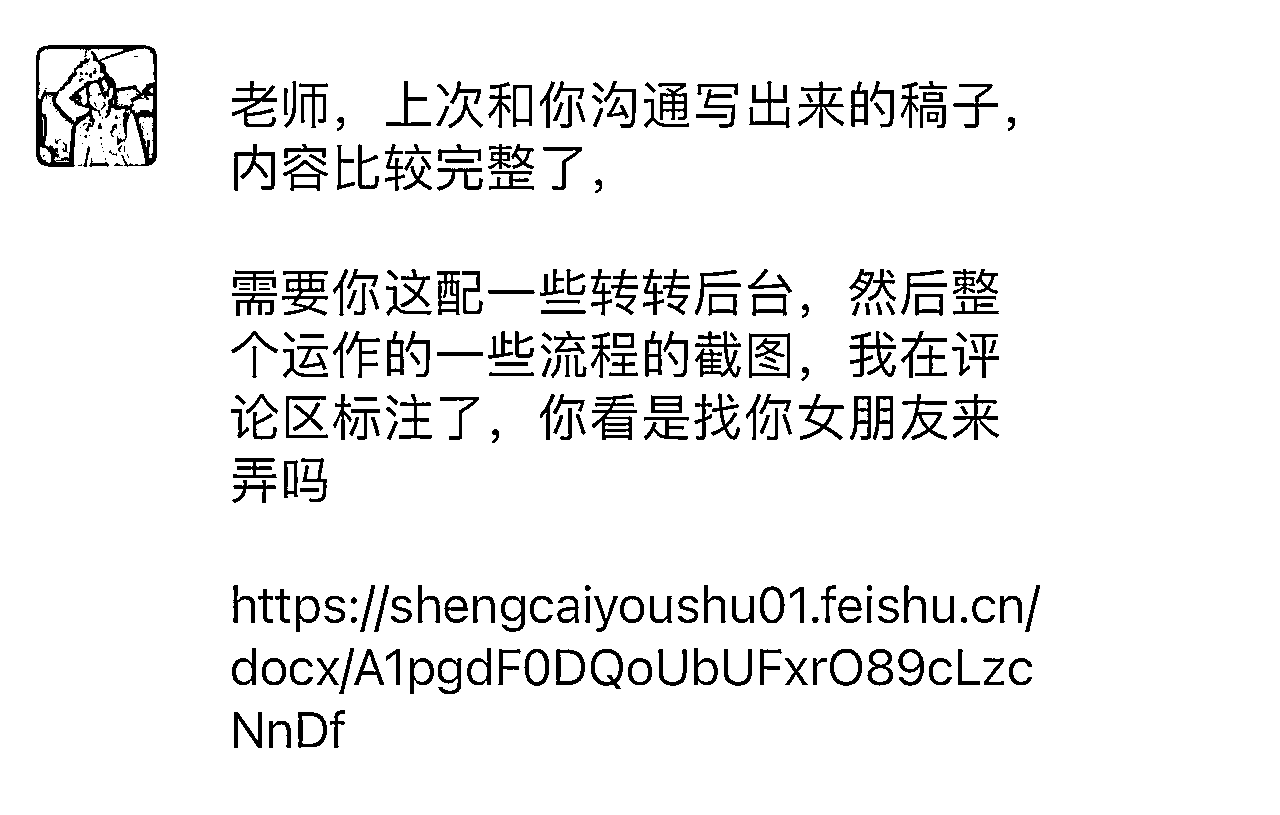 老师，上次和你沟通写出来的稿子，
内容比较完整了，
需要你这配一些转转后台，然后整
个运作的一些流程的截图，我在评
论区标注了，你看是找你女朋友来
弄吗
https://shengcaiyoushu01.feishu.cn/
docx/A1pgdF0DQoUbUFxrO89cLzc
NnDf